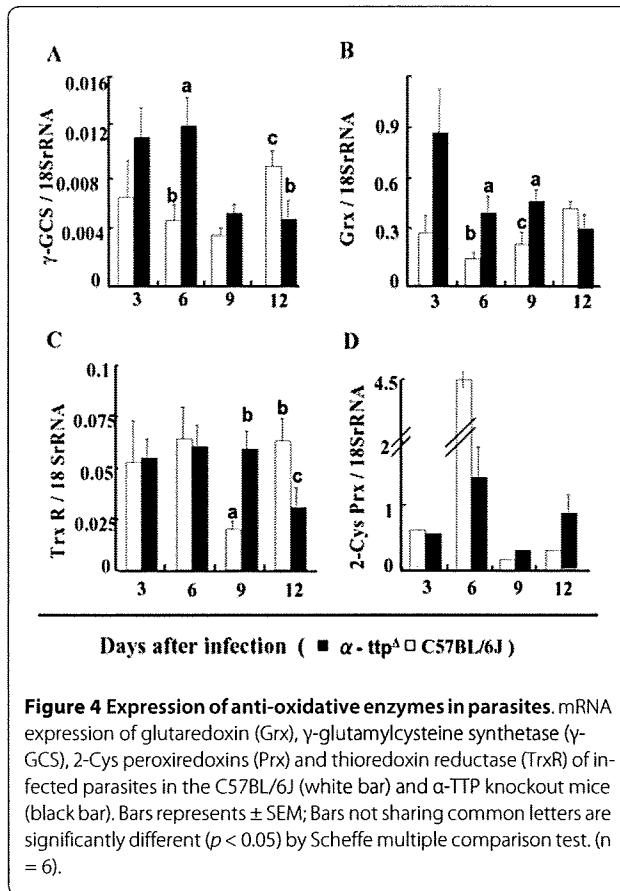 A
B
0.016
0.012
0.008
0.004
0
γ-GCS / 18SrRNA
a
b
c
b
3 6 9 12
0.9
0.6
0.3
0
Grx / 18SrRNA
b
a
c
a
3 6 9 12
C
D
0.1
0.075
0.05
0.025
0
Trx R / 18 SrRNA
a
b
b
c
3 6 9 12
4.5
2
1
0
2-Cys Prx / 18SrRNA
3 6 9 12
Days after infection ( ■ α - ttpᐞ □ C57BL/6J )
Figure 4 Expression of anti-oxidative enzymes in parasites. mRNA
expression of glutaredoxin (Grx), γ-glutamylcysteine synthetase (γ-
GCS), 2-Cys peroxiredoxins (Prx) and thioredoxin reductase (TrxR) of in-
fected parasites in the C57BL/6J (white bar) and α-TTP knockout mice
(black bar). Bars represents ± SEM; Bars not sharing common letters are
significantly different (p < 0.05) by Scheffe multiple comparison test. (n
= 6).